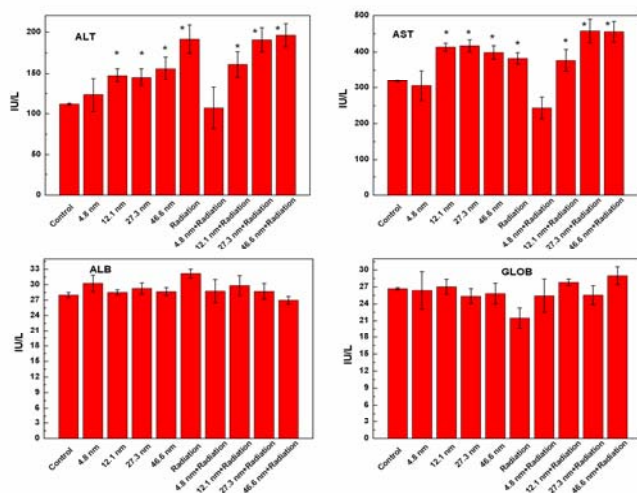 ALT
200
150
100
50
0
IU/L
* * * * * * *
Control 4.8 nm 12.1 nm 27.3 nm 46.6 nm Radiation 4.8 nm+Radiation 12.1 nm+Radiation 27.3 nm+Radiation 46.6 nm+Radiation
AST
500
400
300
200
100
0
IU/L
* * * * * * *
Control 4.8 nm 12.1 nm 27.3 nm 46.6 nm Radiation 4.8 nm+Radiation 12.1 nm+Radiation 27.3 nm+Radiation 46.6 nm+Radiation
ALB
33
30
27
24
21
18
15
12
9
6
3
0
IU/L
Control 4.8 nm 12.1 nm 27.3 nm 46.6 nm Radiation 4.8 nm+Radiation 12.1 nm+Radiation 27.3 nm+Radiation 46.6 nm+Radiation
GLOB
30
27
24
21
18
15
12
9
6
3
0
IU/L
Control 4.8 nm 12.1 nm 27.3 nm 46.6 nm Radiation 4.8 nm+Radiation 12.1 nm+Radiation 27.3 nm+Radiation 46.6 nm+Radiation